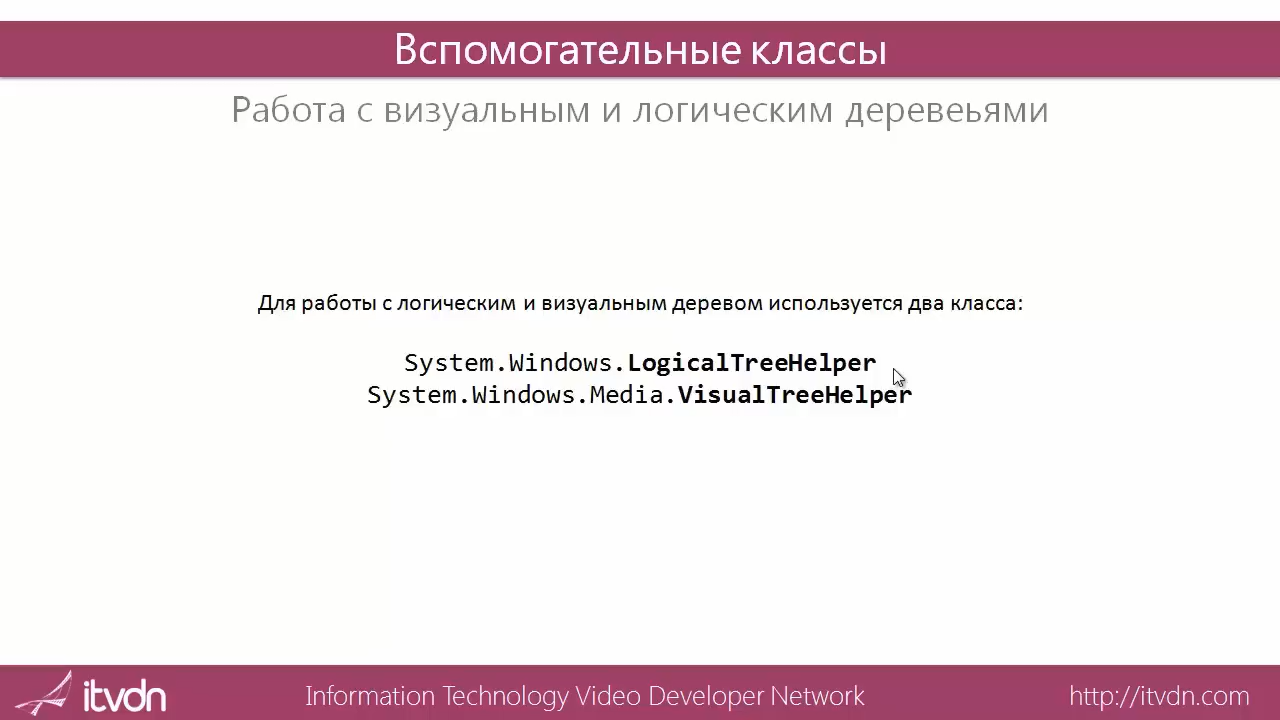 Вспомогательные классы
Работа с визуальным и логическим деревеьями
Для работы с логическим и визуальным деревом используется два класса:
System.Windows.LogicalTreeHelper
System.Windows.Media.VisualTreeHelper
itvdn
Information Technology Video Developer Network
http://itvdn.com